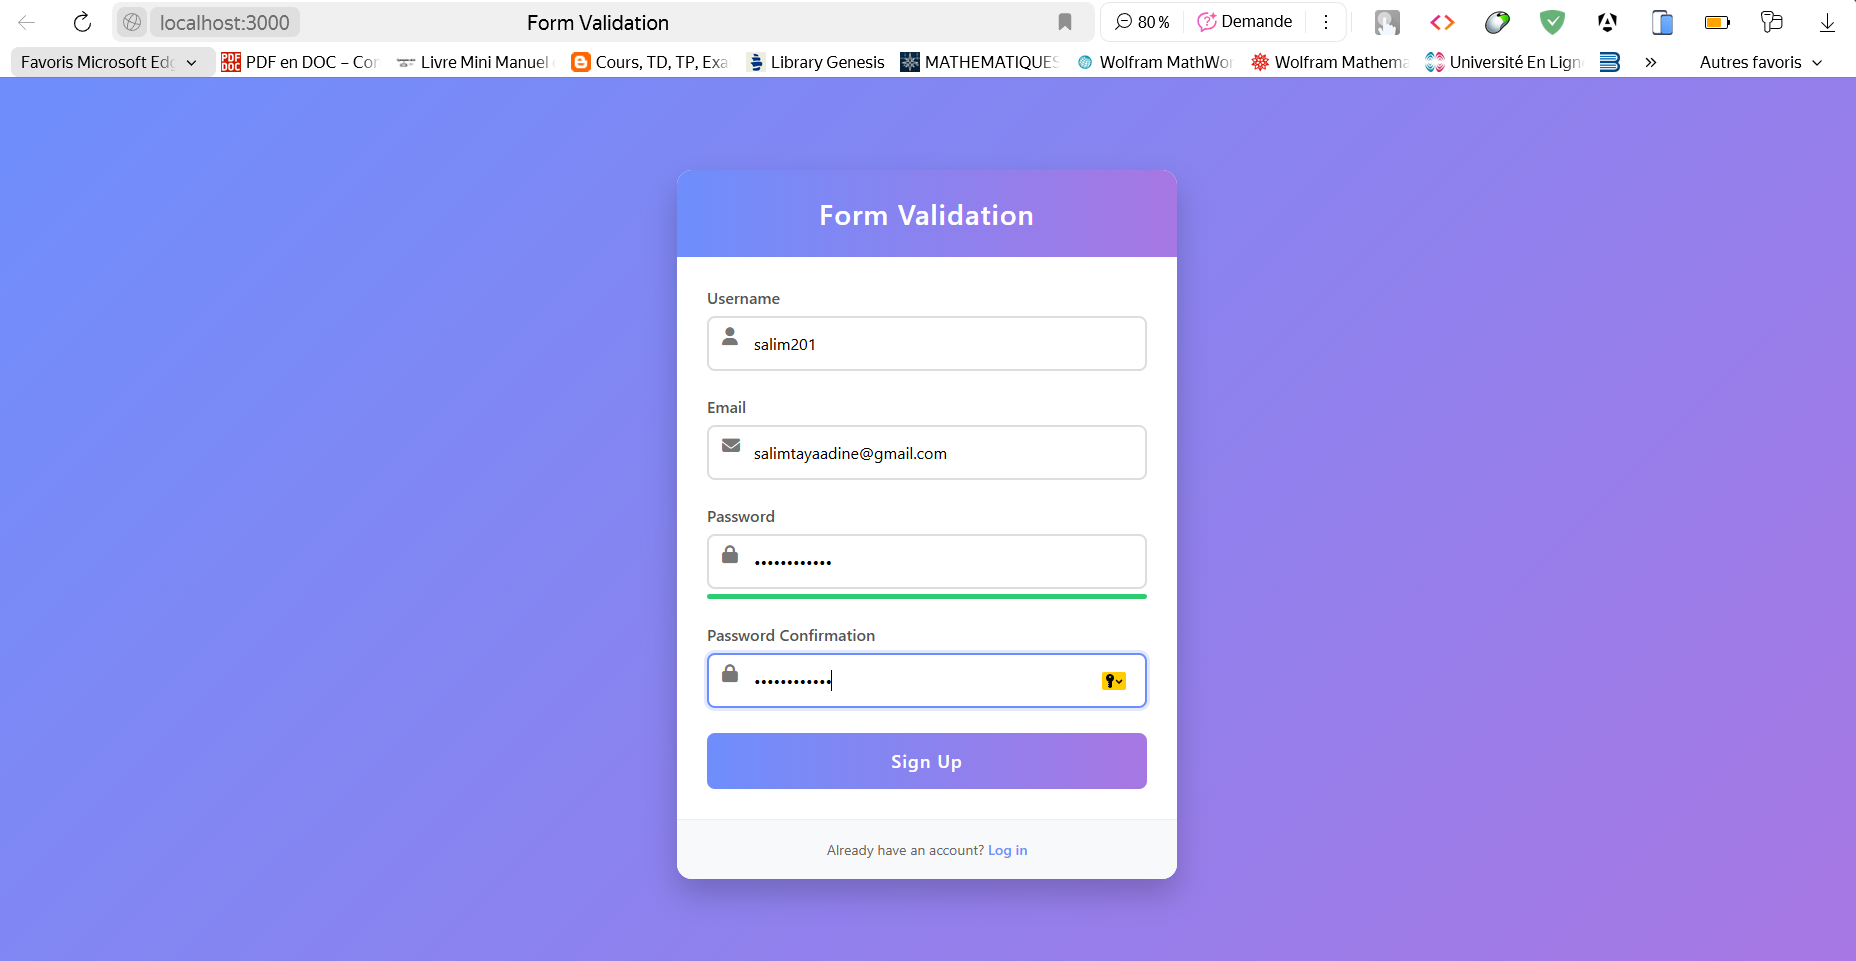 localhost:3000 Form Validation 80 % Demande
Favoris Microsoft Edg PDF en DOC – Con Livre Mini Manuel Cours, TD, TP, Exa Library Genesis MATHEMATIQUES Wolfram MathWor Wolfram Mathema Université En Lign » Autres favoris
Form Validation
Username
salim201
Email
salimtayaadine@gmail.com
Password
••••••••••••
Password Confirmation
••••••••••••
Sign Up
Already have an account? Log in